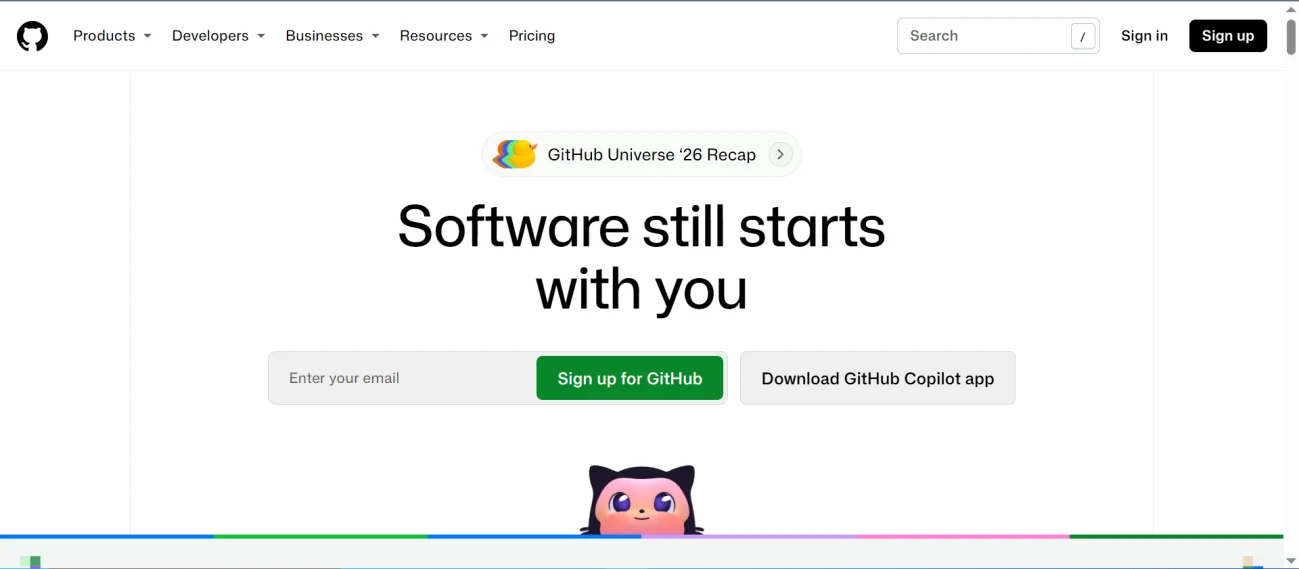 Products
Developers
Businesses
Resources
Pricing
Search
/
Sign in
Sign up
GitHub Universe ‘26 Recap
Software still starts
with you
Enter your email
Sign up for GitHub
Download GitHub Copilot app